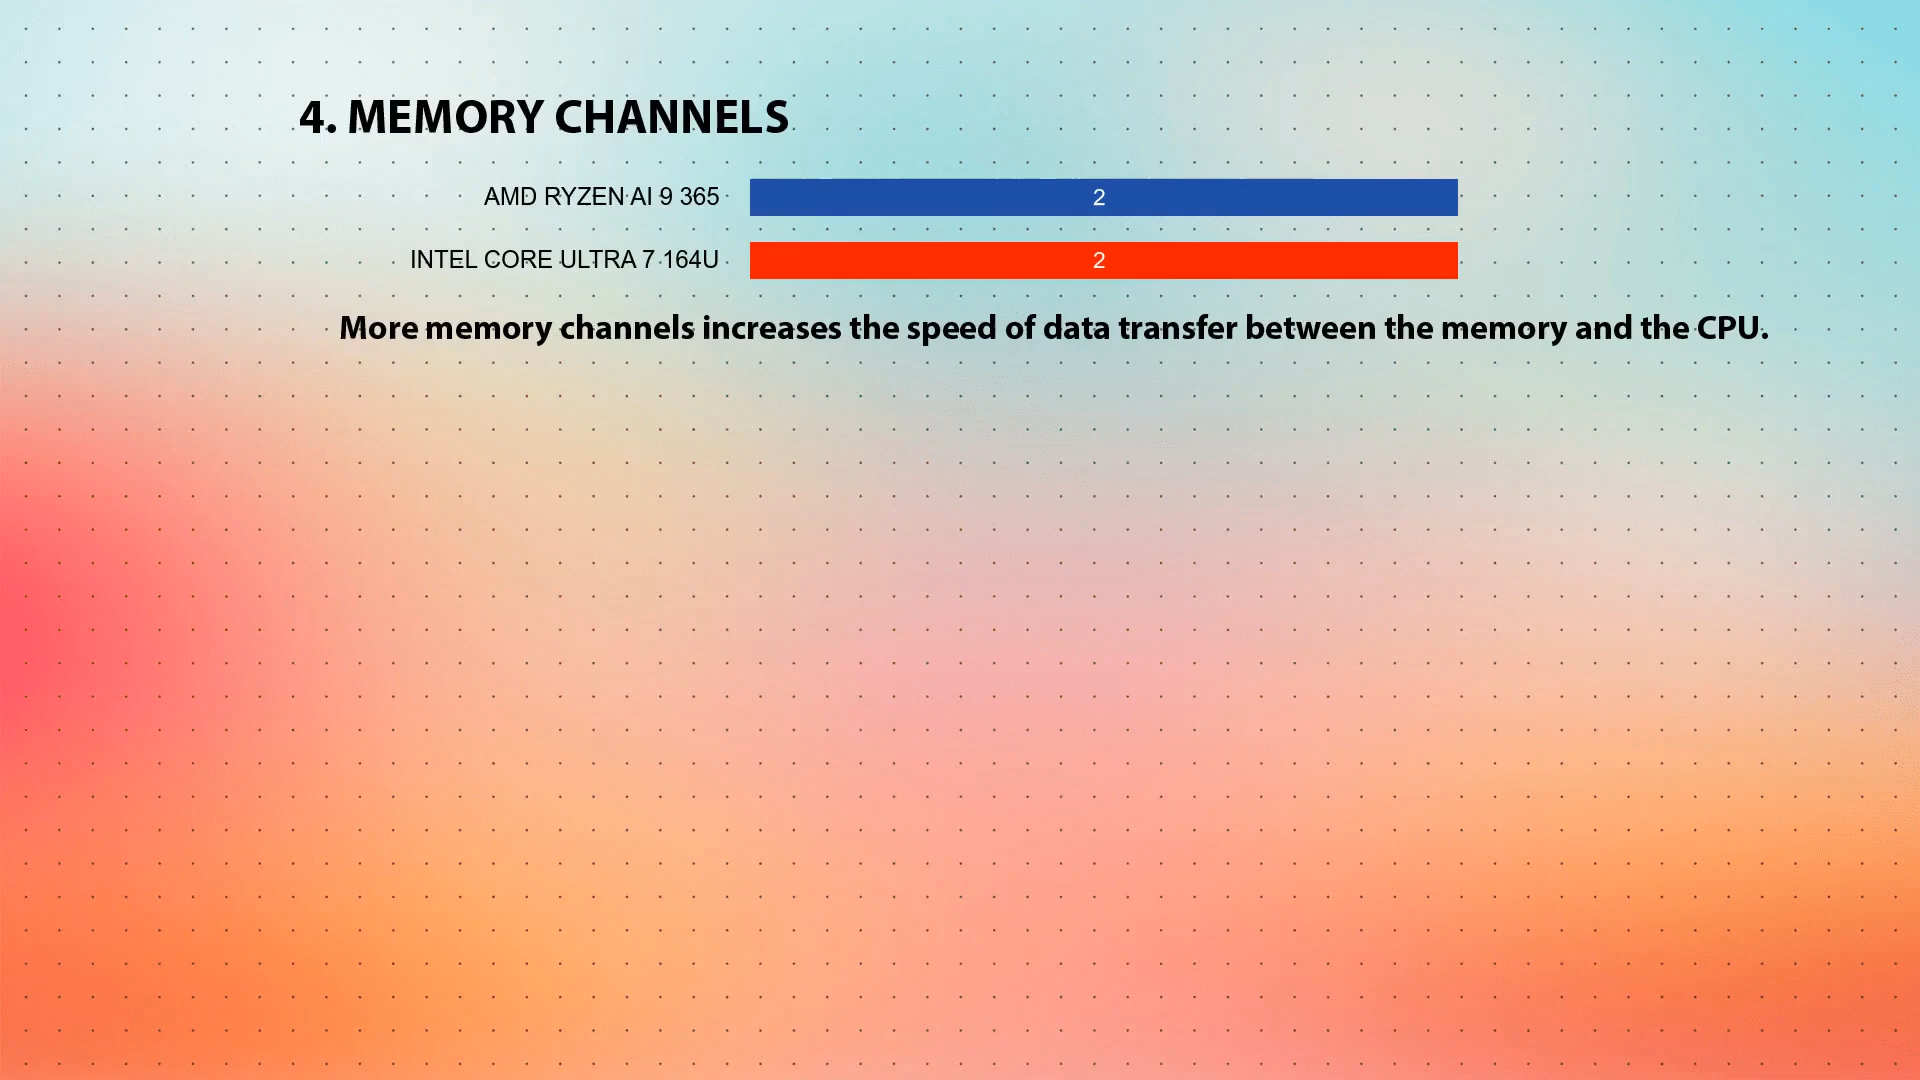 4. MEMORY CHANNELS
AMD RYZEN AI 9 365 2
INTEL CORE ULTRA 7 164U 2
More memory channels increases the speed of data transfer between the memory and the CPU.